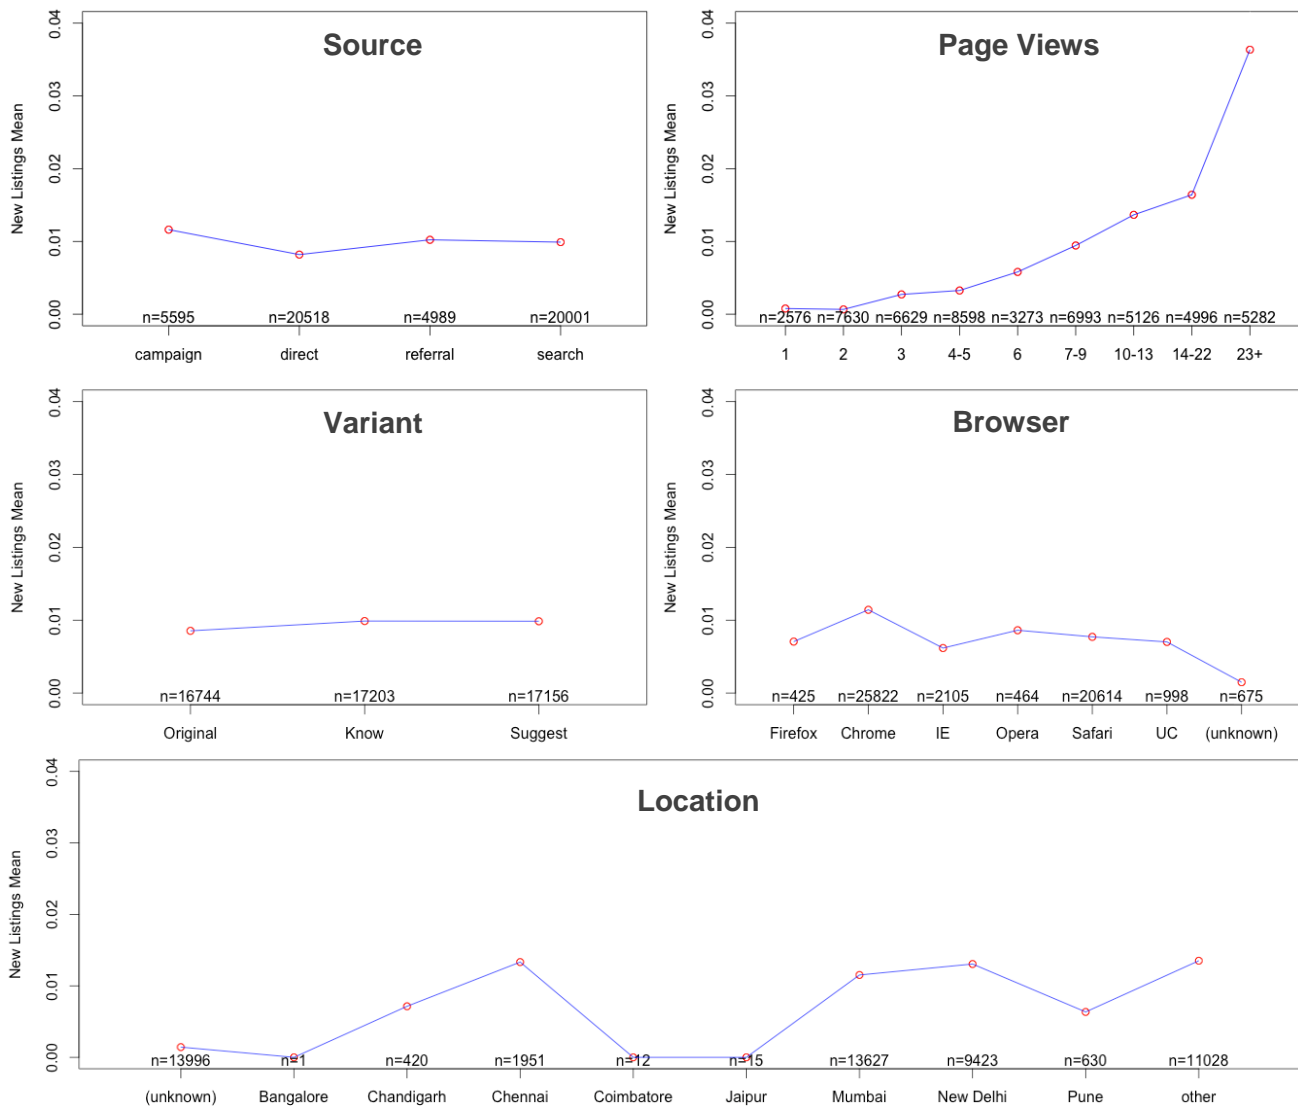 Source
New Listings Mean
0.00 0.01 0.02 0.03 0.04
n=5595 n=20518 n=4989 n=20001
campaign direct referral search
Page Views
New Listings Mean
0.00 0.01 0.02 0.03 0.04
n=2576 n=7630 n=6629 n=8598 n=3273 n=6993 n=5126 n=4996 n=5282
1 2 3 4-5 6 7-9 10-13 14-22 23+
Variant
New Listings Mean
0.00 0.01 0.02 0.03 0.04
n=16744 n=17203 n=17156
Original Know Suggest
Browser
New Listings Mean
0.00 0.01 0.02 0.03 0.04
n=425 n=25822 n=2105 n=464 n=20614 n=998 n=675
Firefox Chrome IE Opera Safari UC (unknown)
Location
New Listings Mean
0.00 0.01 0.02 0.03 0.04
n=13996 n=1 n=420 n=1951 n=12 n=15 n=13627 n=9423 n=630 n=11028
(unknown) Bangalore Chandigarh Chennai Coimbatore Jaipur Mumbai New Delhi Pune other